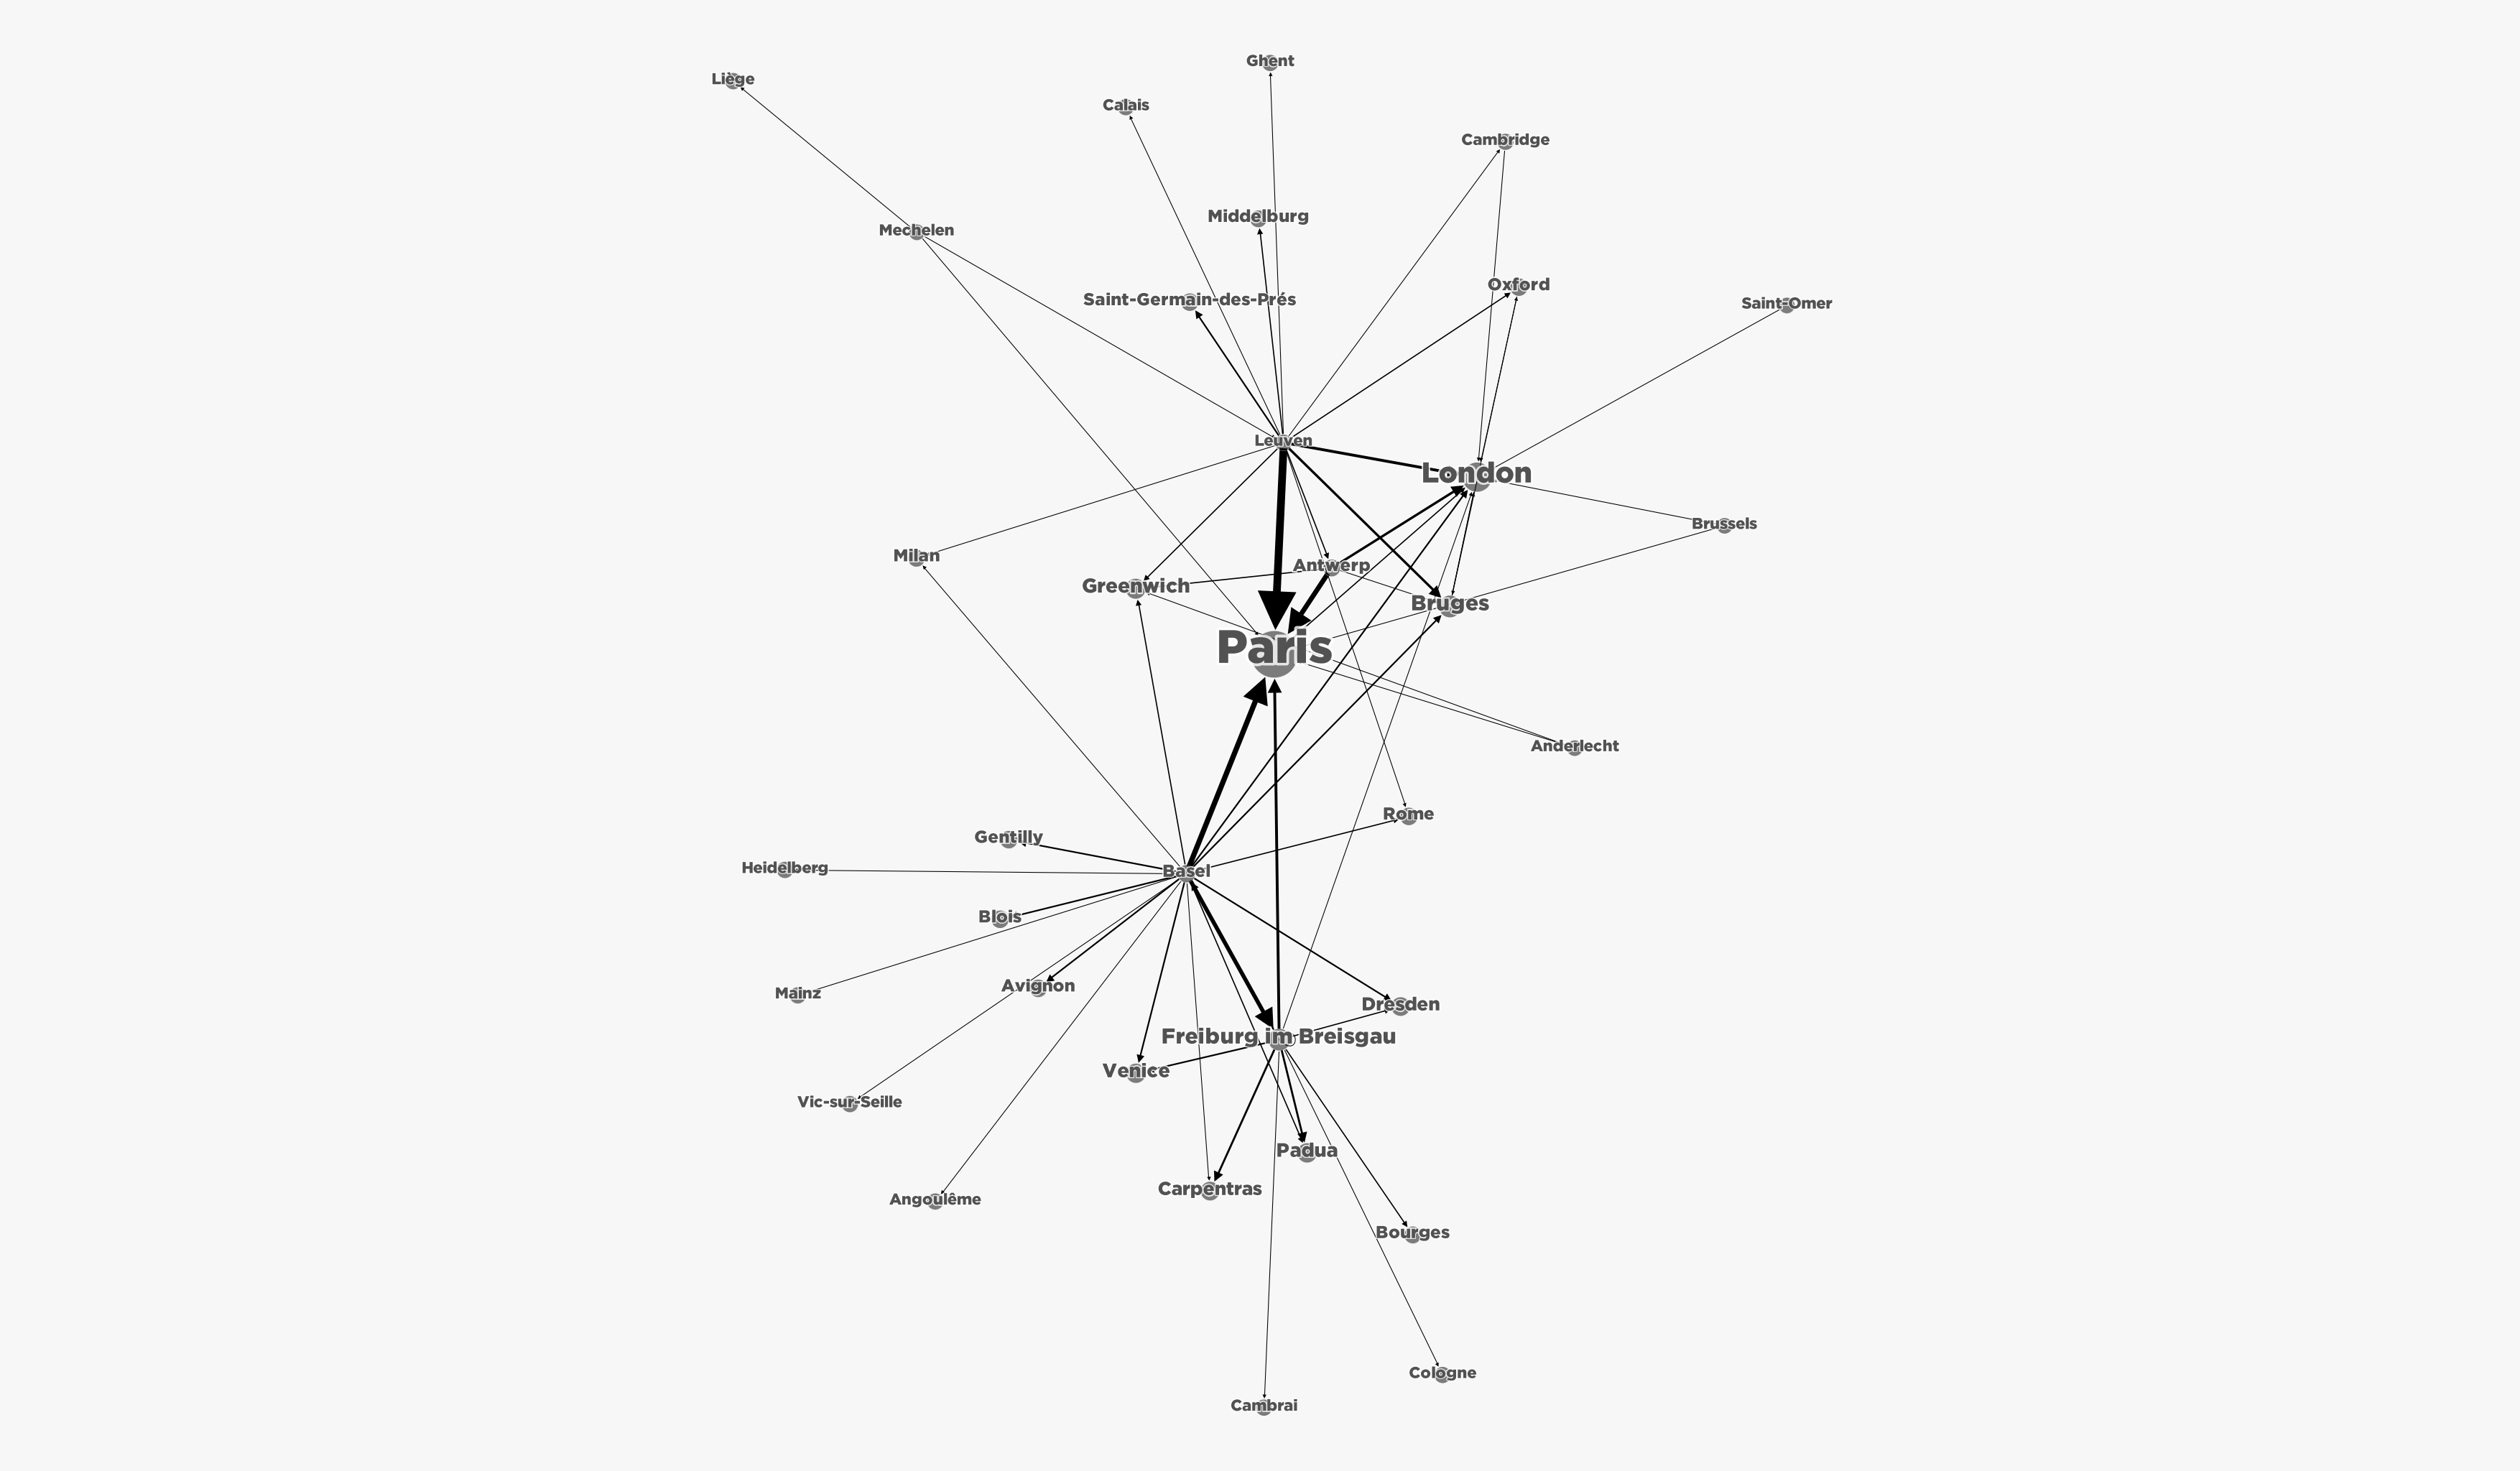 Ghent
Liège
Calais
Cambridge
Middelburg
Mechelen
Oxford
Saint-Germain-des-Prés
Saint-Omer
Leuven
London
Brussels
Milan
Antwerp
Greenwich
Bruges
Paris
Anderlecht
Rome
Gentilly
Heidelberg
Basel
Blois
Avignon
Mainz
Dresden
Freiburg im Breisgau
Venice
Vic-sur-Seille
Padua
Carpentras
Angoulême
Bourges
Cologne
Cambrai